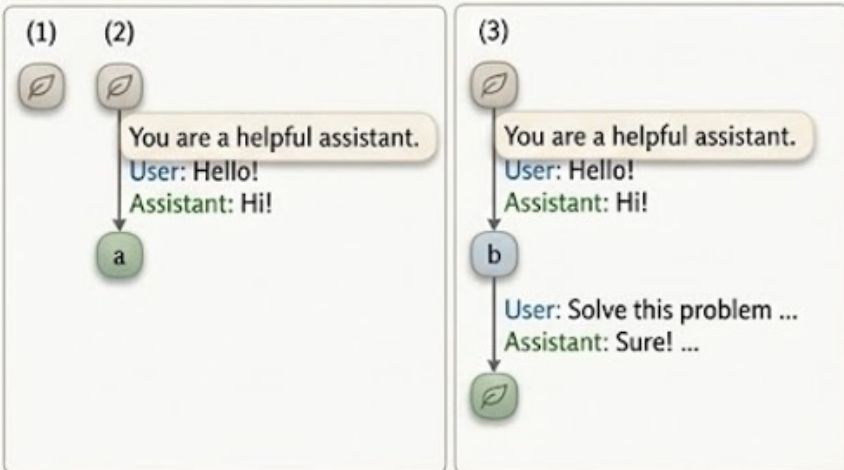 (1) (2)
You are a helpful assistant.
User: Hello!
Assistant: Hi!
a
(3)
You are a helpful assistant.
User: Hello!
Assistant: Hi!
b
User: Solve this problem ...
Assistant: Sure! ...